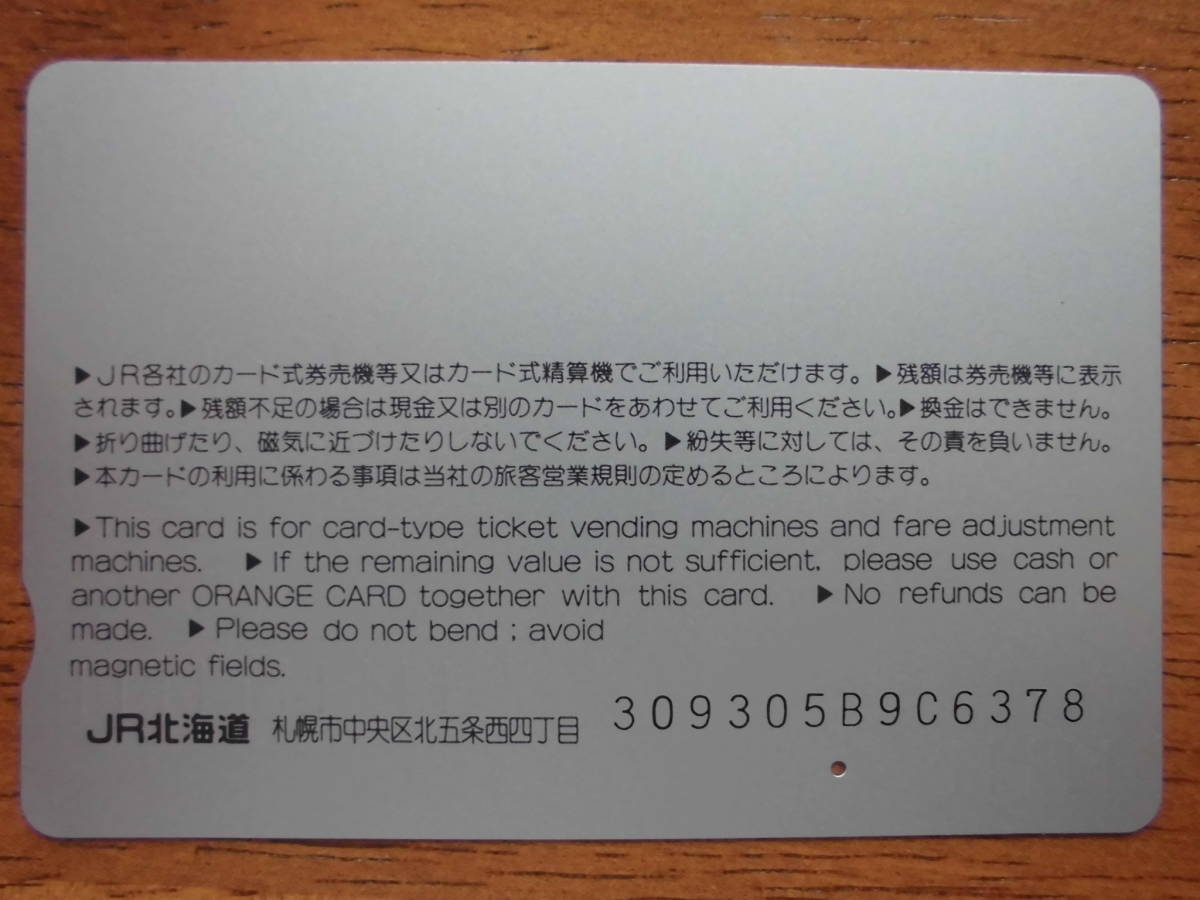 ▶JR各社のカード式券売機等又はカード式精算機でご利用いただけます。▶残額は券売機等に表示
されます。▶残額不足の場合は現金又は別のカードをあわせてご利用ください。▶換金はできません。
▶折り曲げたり、磁気に近づけたりしないでください。▶紛失等に対しては、その責を負いません。
▶本カードの利用に係わる事項は当社の旅客営業規則の定めるところによります。
▶This card is for card-type ticket vending machines and fare adjustment
machines. ▶If the remaining value is not sufficient, please use cash or
another ORANGE CARD together with this card. ▶No refunds can be
made. ▶Please do not bend ; avoid
magnetic fields.
JR北海道 札幌市中央区北五条西四丁目 309305B9C6378